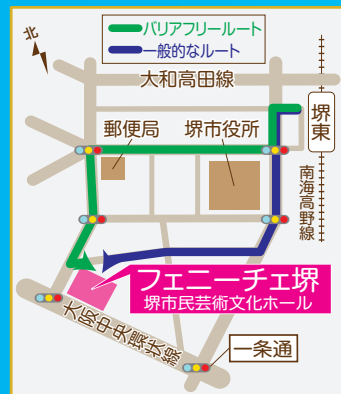 北
バリアフリールート
一般的なルート
大和高田線
郵便局
堺市役所
堺東
南海高野線
フェニーチェ堺
堺市民芸術文化ホール
大阪中央環状線
一条通